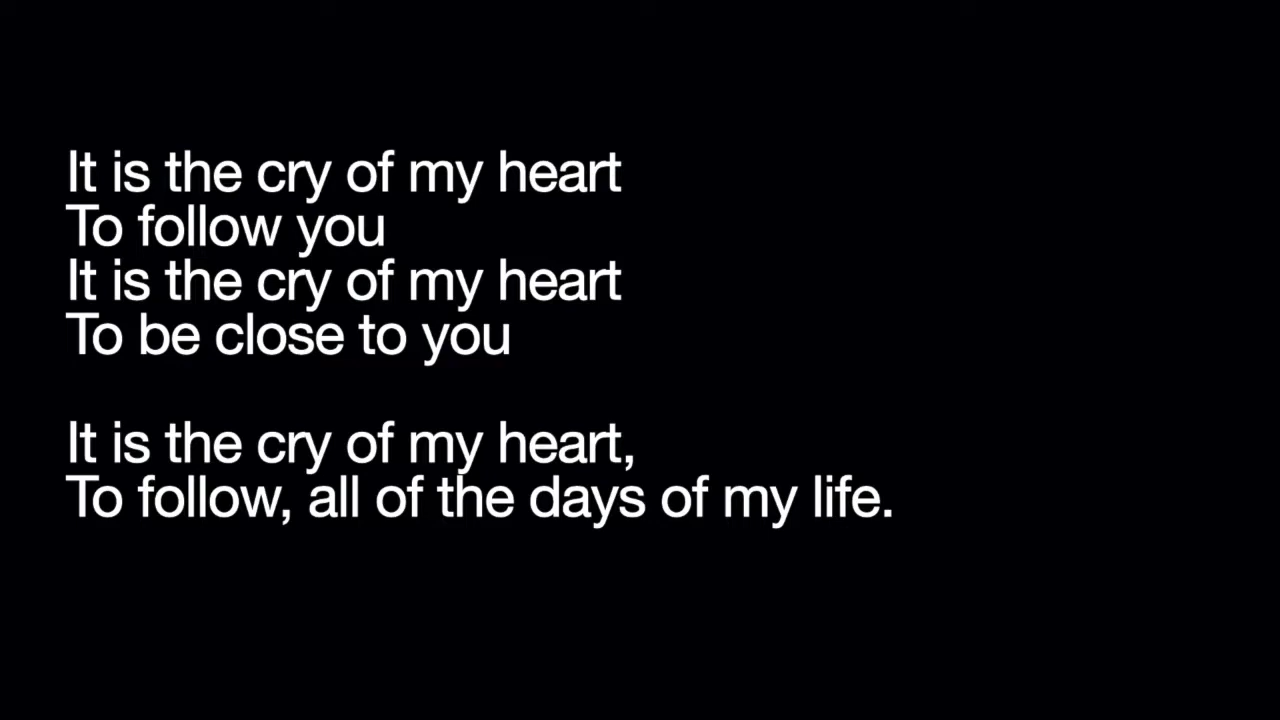 It is the cry of my heart
To follow you
It is the cry of my heart
To be close to you
It is the cry of my heart,
To follow, all of the days of my life.